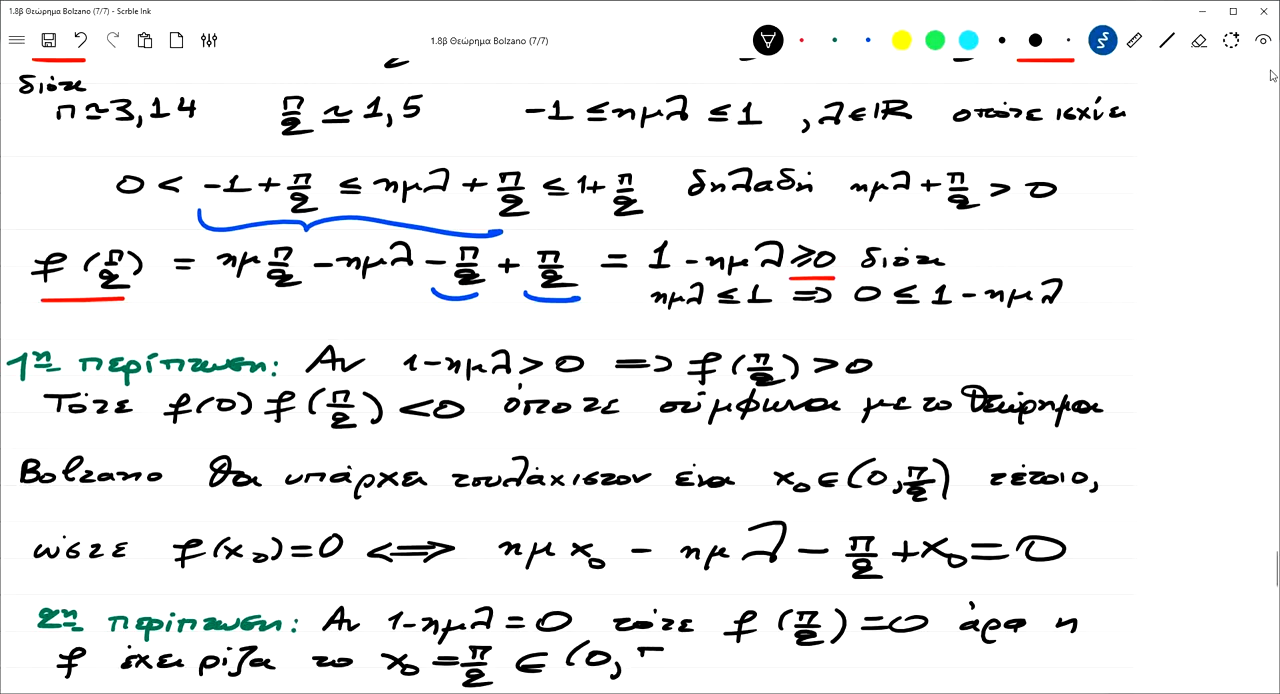 1.8β Θεώρημα Bolzano (7/7) - Scrble Ink
1.8β Θεώρημα Bolzano (7/7)
διότι
π ≃ 3,14 π/2 ≃ 1,5 -1 ≤ ημλ ≤ 1 , λ∈ℝ οπότε ισχύει
0 < -1 + π/2 ≤ ημλ + π/2 ≤ 1 + π/2 δηλαδή ημλ + π/2 > 0
f (π/2) = ημ π/2 - ημλ - π/2 + π/2 = 1 - ημλ ≥ 0 διότι
ημλ ≤ 1 ⇒ 0 ≤ 1 - ημλ
1η περίπτωση: Αν 1 - ημλ > 0 ⇒ f (π/2) > 0
Τότε f(0) f(π/2) < 0 όποτε σύμφωνα με το Θεώρημα
Bolzano θα υπάρχει τουλάχιστον ένα x₀ ∈ (0, π/2) τέτοιο,
ώστε f(x₀) = 0 ⟺ ημ x₀ - ημ λ - π/2 + x₀ = 0
2η περίπτωση: Αν 1 - ημλ = 0 τότε f (π/2) = 0 άρα η
f έχει ρίζα το x₀ = π/2 ∈ (0,